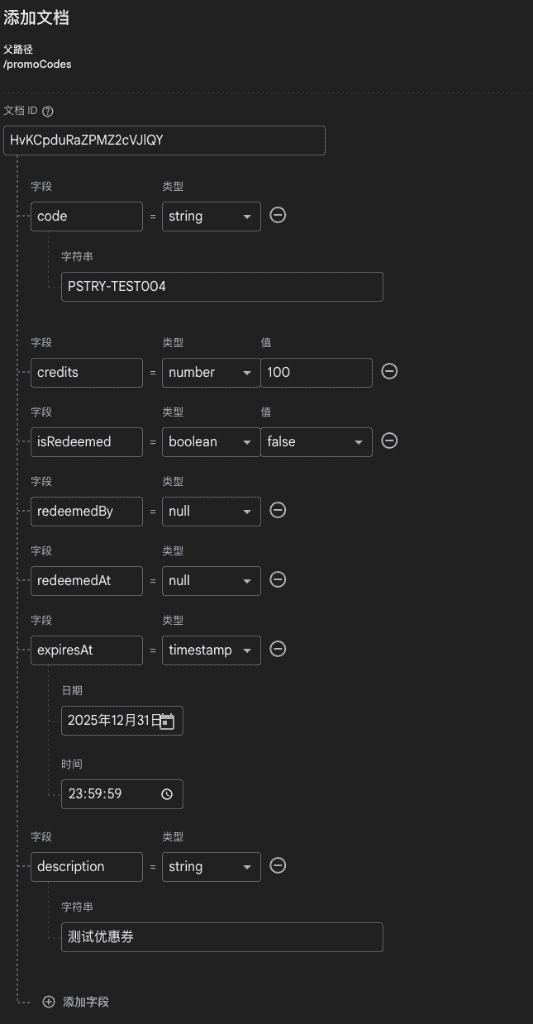 添加文档
父路径
/promoCodes
文档 ID
HvKCpduRaZPMZ2cVJlQY
字段 类型
code = string
字符串
PSTRY-TEST004
字段 类型 值
credits = number 100
字段 类型 值
isRedeemed = boolean false
字段 类型
redeemedBy = null
字段 类型
redeemedAt = null
字段 类型
expiresAt = timestamp
日期
2025年12月31日
时间
23:59:59
字段 类型
description = string
字符串
测试优惠券
添加字段